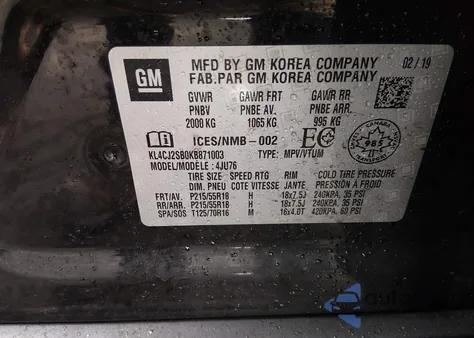 GM
MFD BY GM KOREA COMPANY 02/19
FAB.PAR GM KOREA COMPANY
GVWR GAWR FRT GAWR RR.
PNBV PNBE AV. PNBE ARR.
2000 KG 1065 KG 995 KG
ICES/NMB-002
KL4CJ2SB0KB871003 TYPE: MPV/VTUM
MODEL/MODÈLE: 4JU76
CANADA
985
TRANSPORT
TIRE SIZE SPEED RTG RIM COLD TIRE PRESSURE
DIM. PNEU COTE VITESSE JANTE PRESSION À FROID
FRT/AV. P215/55R18 H 18x7.5J 240KPA, 35 PSI
RR/ARR. P215/55R18 H 18x7.5J 240KPA, 35 PSI
SPA/SOS T125/70R16 M 16x4.0T 420KPA, 60 PSI